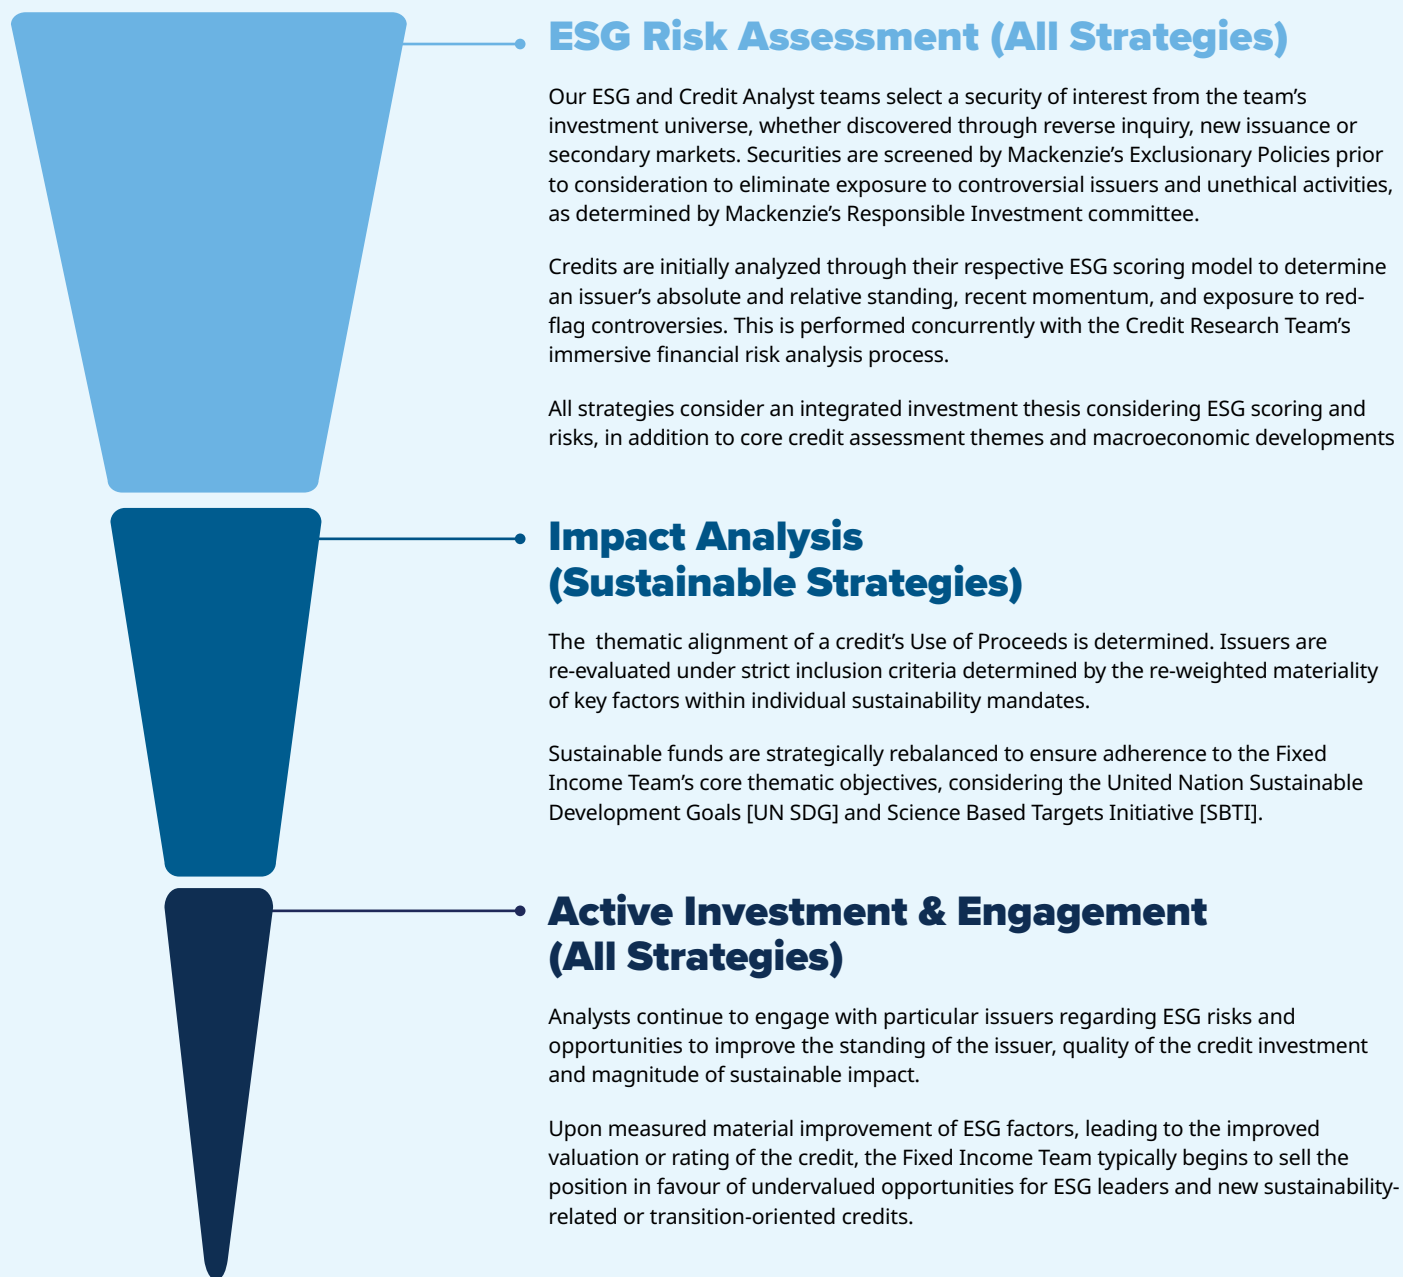 ESG Risk Assessment (All Strategies)
Our ESG and Credit Analyst teams select a security of interest from the team’s
investment universe, whether discovered through reverse inquiry, new issuance or
secondary markets. Securities are screened by Mackenzie’s Exclusionary Policies prior
to consideration to eliminate exposure to controversial issuers and unethical activities,
as determined by Mackenzie’s Responsible Investment committee.
Credits are initially analyzed through their respective ESG scoring model to determine
an issuer’s absolute and relative standing, recent momentum, and exposure to red-
flag controversies. This is performed concurrently with the Credit Research Team’s
immersive financial risk analysis process.
All strategies consider an integrated investment thesis considering ESG scoring and
risks, in addition to core credit assessment themes and macroeconomic developments
Impact Analysis
(Sustainable Strategies)
The  thematic alignment of a credit’s Use of Proceeds is determined. Issuers are
re-evaluated under strict inclusion criteria determined by the re-weighted materiality
of key factors within individual sustainability mandates.
Sustainable funds are strategically rebalanced to ensure adherence to the Fixed
Income Team’s core thematic objectives, considering the United Nation Sustainable
Development Goals [UN SDG] and Science Based Targets Initiative [SBTI].
Active Investment & Engagement
(All Strategies)
Analysts continue to engage with particular issuers regarding ESG risks and
opportunities to improve the standing of the issuer, quality of the credit investment
and magnitude of sustainable impact.
Upon measured material improvement of ESG factors, leading to the improved
valuation or rating of the credit, the Fixed Income Team typically begins to sell the
position in favour of undervalued opportunities for ESG leaders and new sustainability-
related or transition-oriented credits.